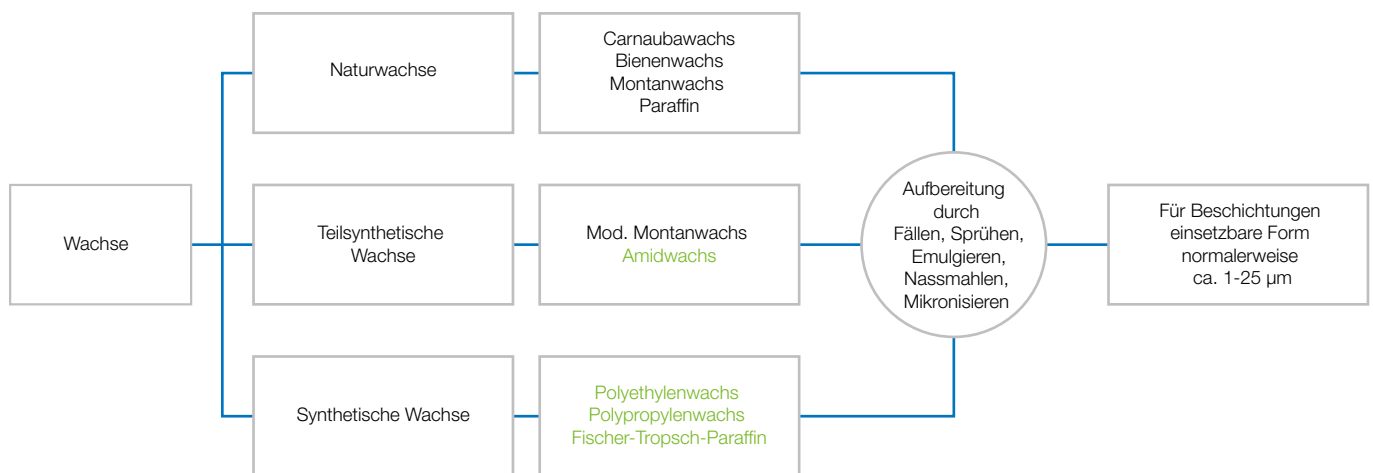 Wachse
Naturwachse
Carnaubawachs
Bienenwachs
Montanwachs
Paraffin
Teilsynthetische
Wachse
Mod. Montanwachs
Amidwachs
Synthetische Wachse
Polyethylenwachs
Polypropylenwachs
Fischer-Tropsch-Paraffin
Aufbereitung
durch
Fällen, Sprühen,
Emulgieren,
Nassmahlen,
Mikronisieren
Für Beschichtungen
einsetzbare Form
normalerweise
ca. 1-25 µm